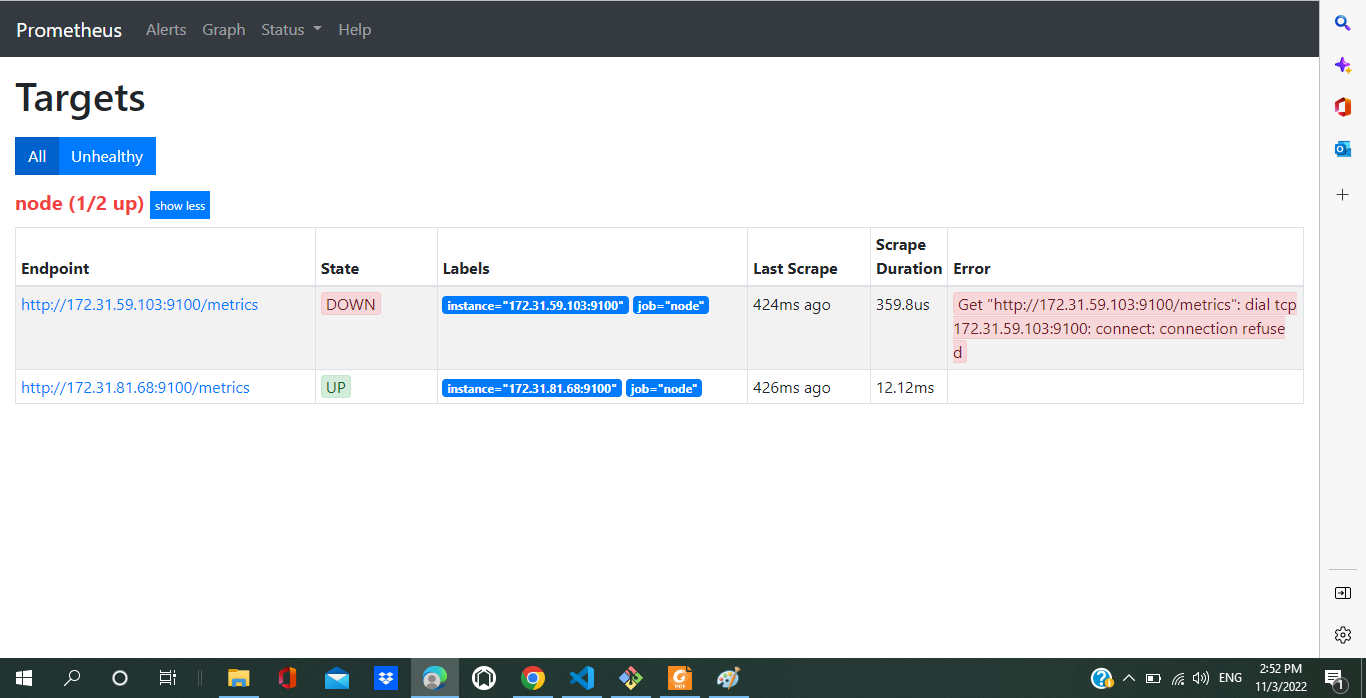 Prometheus Alerts Graph Status Help
Targets
All Unhealthy
node (1/2 up) show less
Endpoint State Labels Last Scrape Scrape Duration Error
http://172.31.59.103:9100/metrics DOWN instance="172.31.59.103:9100" job="node" 424ms ago 359.8us Get "http://172.31.59.103:9100/metrics": dial tcp
172.31.59.103:9100: connect: connection refuse
d
http://172.31.81.68:9100/metrics UP instance="172.31.81.68:9100" job="node" 426ms ago 12.12ms
ENG
2:52 PM
11/3/2022
1